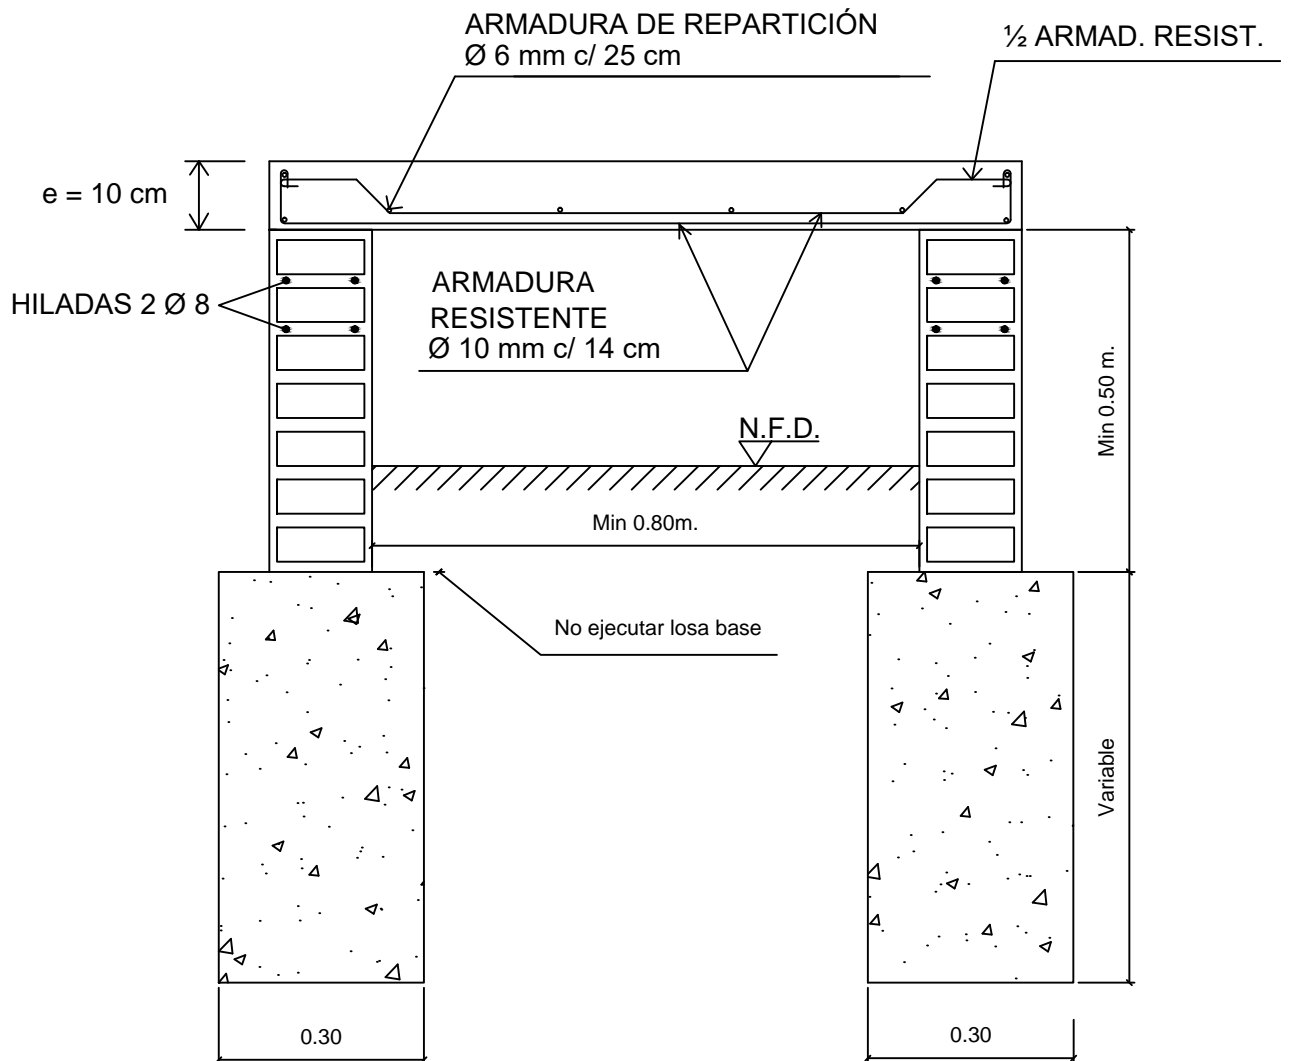 ARMADURA DE REPARTICIÓN
Ø 6 mm c/ 25 cm
½ ARMAD. RESIST.
e = 10 cm
HILADAS 2 Ø 8
ARMADURA
RESISTENTE
Ø 10 mm c/ 14 cm
Min 0.50 m.
N.F.D.
Min 0.80m.
No ejecutar losa base
Variable
0.30
0.30